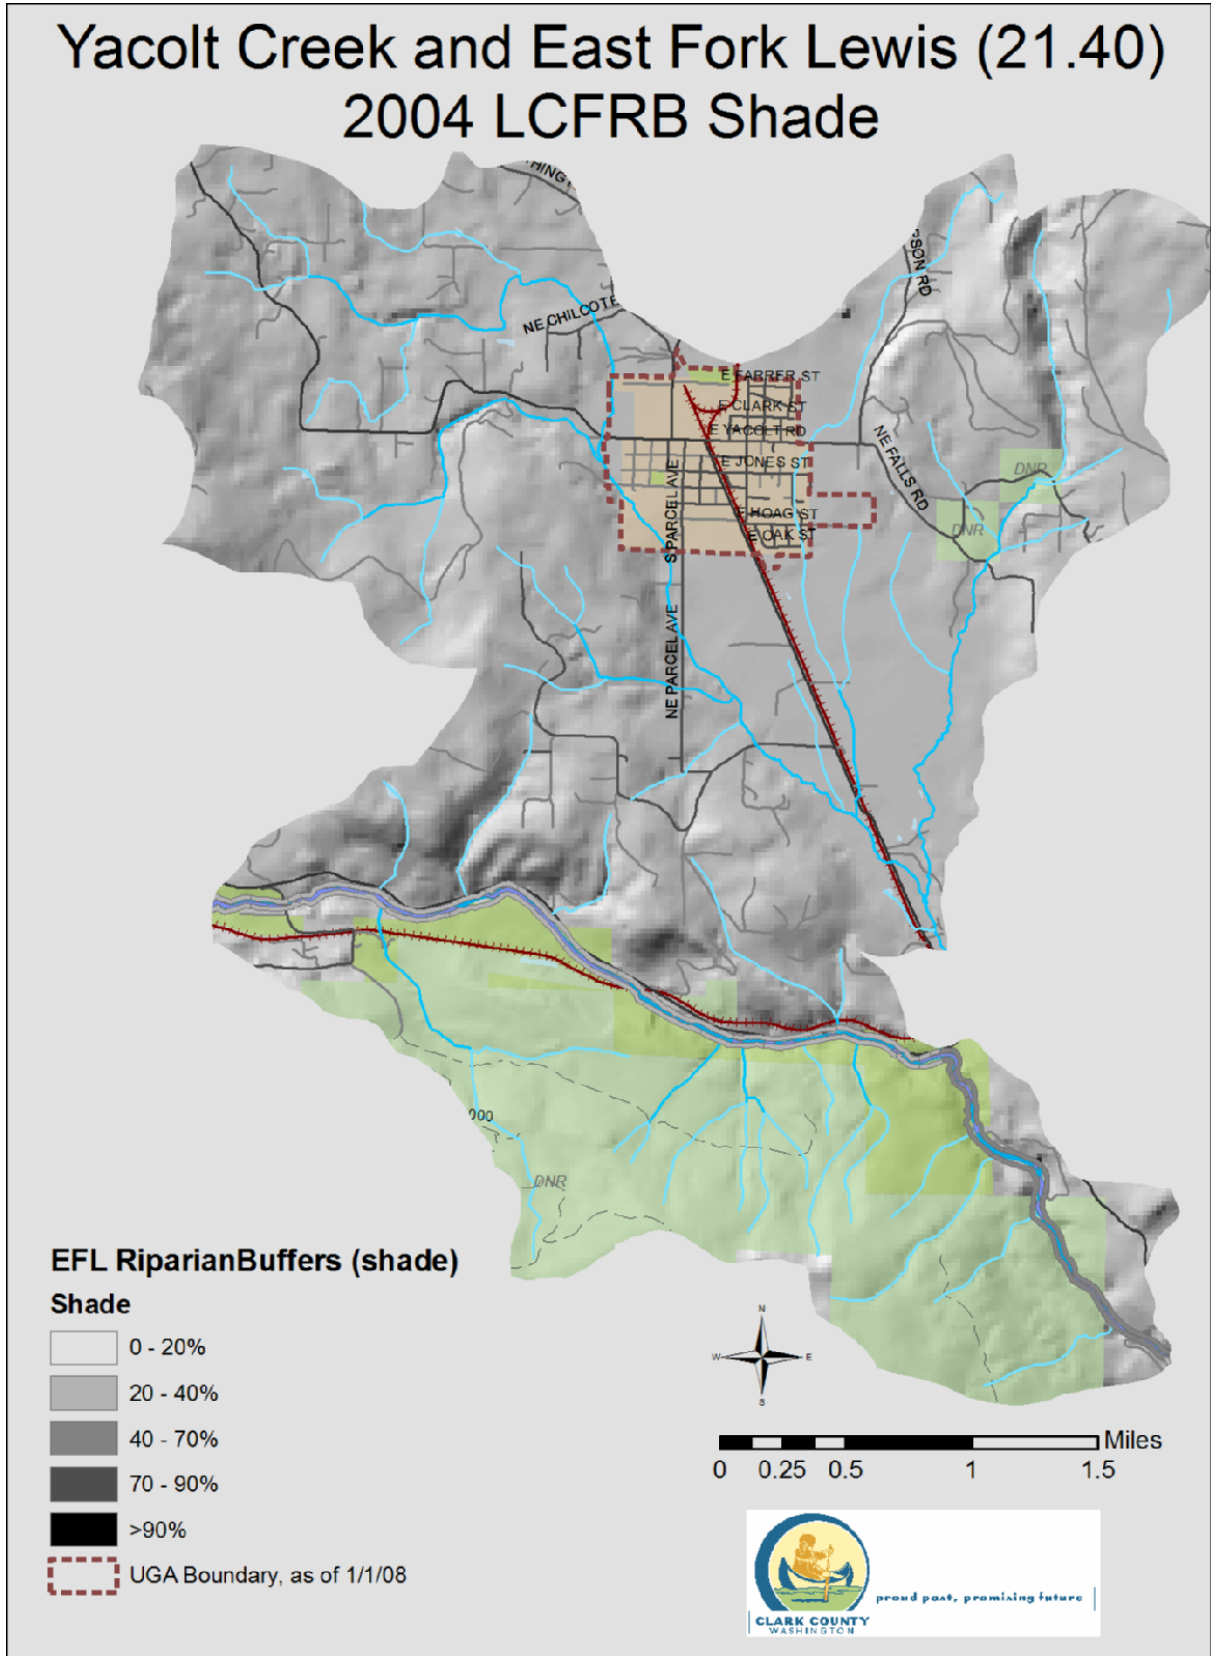 Yacolt Creek and East Fork Lewis (21.40)
2004 LCFRB Shade
NE CHILCOTE
E FARRER ST
E CLARK ST
E YACOLT RD
E JONES ST
E HOAG ST
E OAK ST
S PARCEL AVE
NE PARCEL AVE
NE FALLS RD
RD
DNR
DNR
DNR
EFL RiparianBuffers (shade)
Shade
0 - 20%
20 - 40%
40 - 70%
70 - 90%
>90%
UGA Boundary, as of 1/1/08
N
W
E
S
Miles
0 0.25 0.5 1 1.5
proud past, promising future
CLARK COUNTY
WASHINGTON